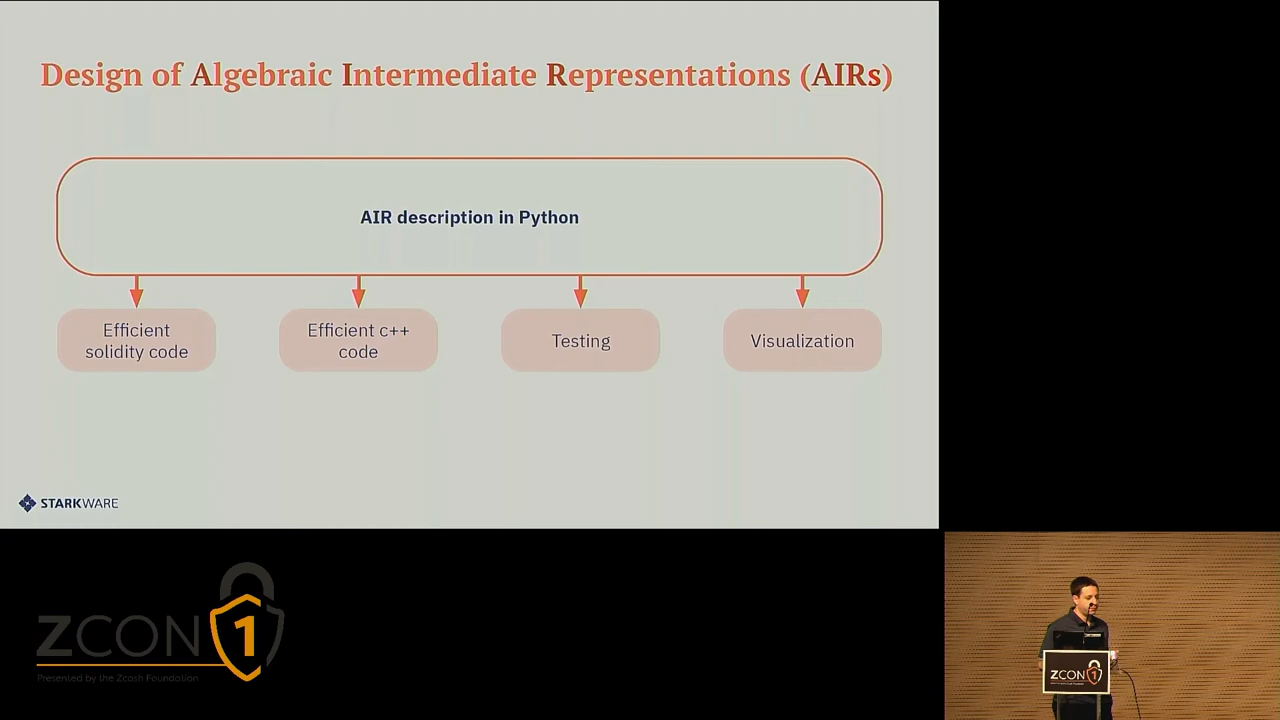 Design of Algebraic Intermediate Representations (AIRs)
AIR description in Python
Efficient
solidity code
Efficient c++
code
Testing
Visualization
STARKWARE
ZCON1
Presented by the Zcash Foundation
ZCON1